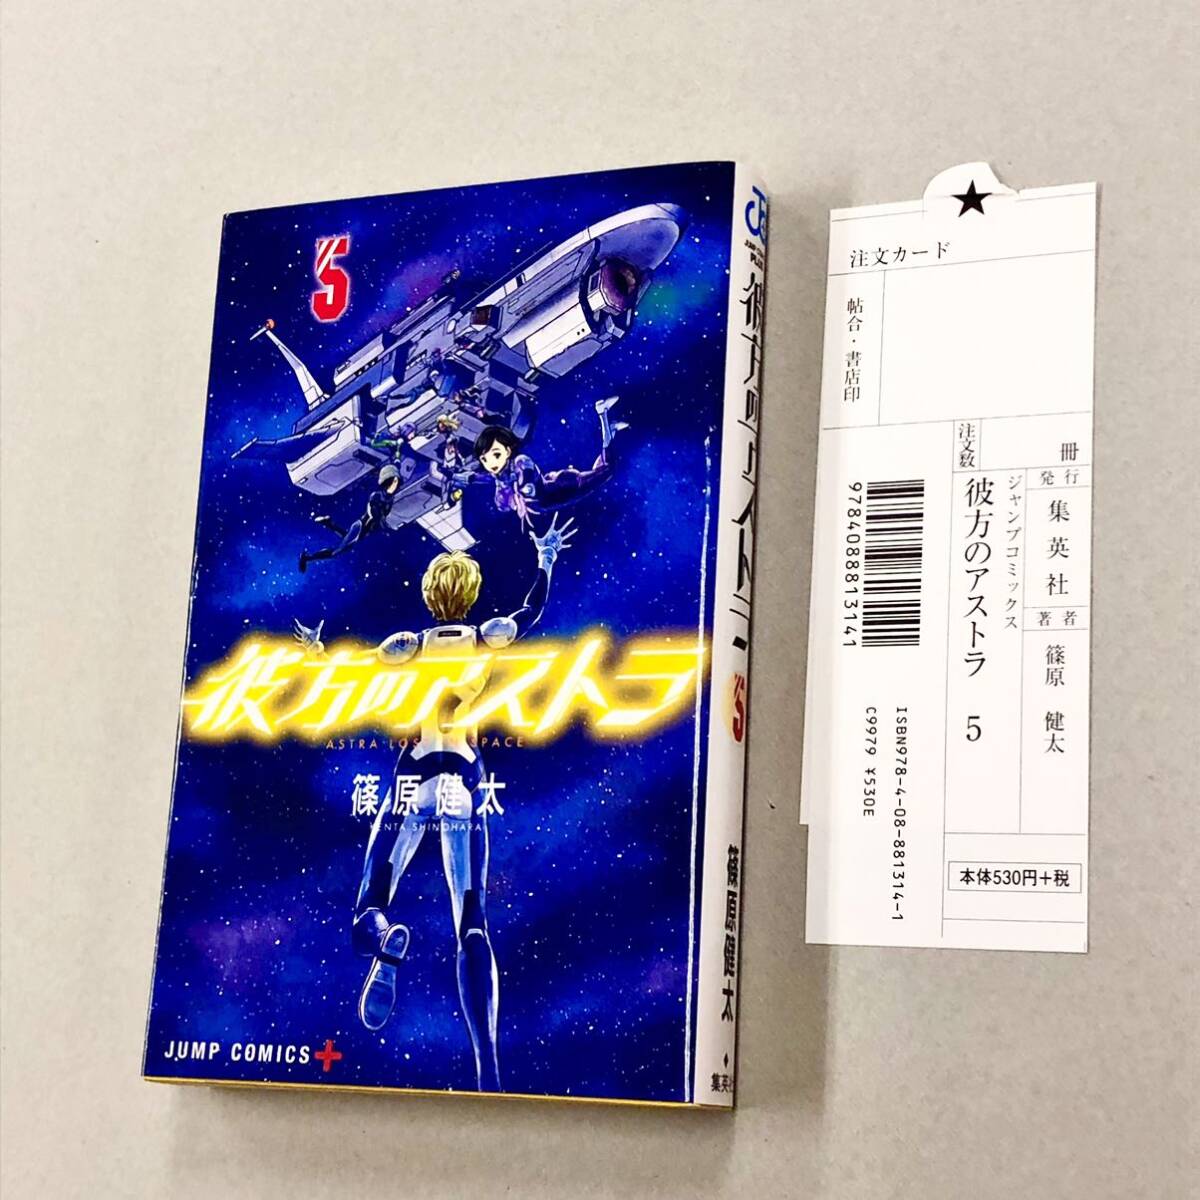 5
彼方のアストラ
ASTRA LOST IN SPACE
篠原健太
KENTA SHINOHARA
JUMP COMICS+
彼方のアストラ
5
篠原健太
集英社
★
注文カード
帖合・書店印
注文数
冊
ジャンプコミックス
彼方のアストラ 5
発行
集英社
著者
篠原 健太
9784088813141
ISBN978-4-08-881314-1
C9979 ¥530E
本体530円+税